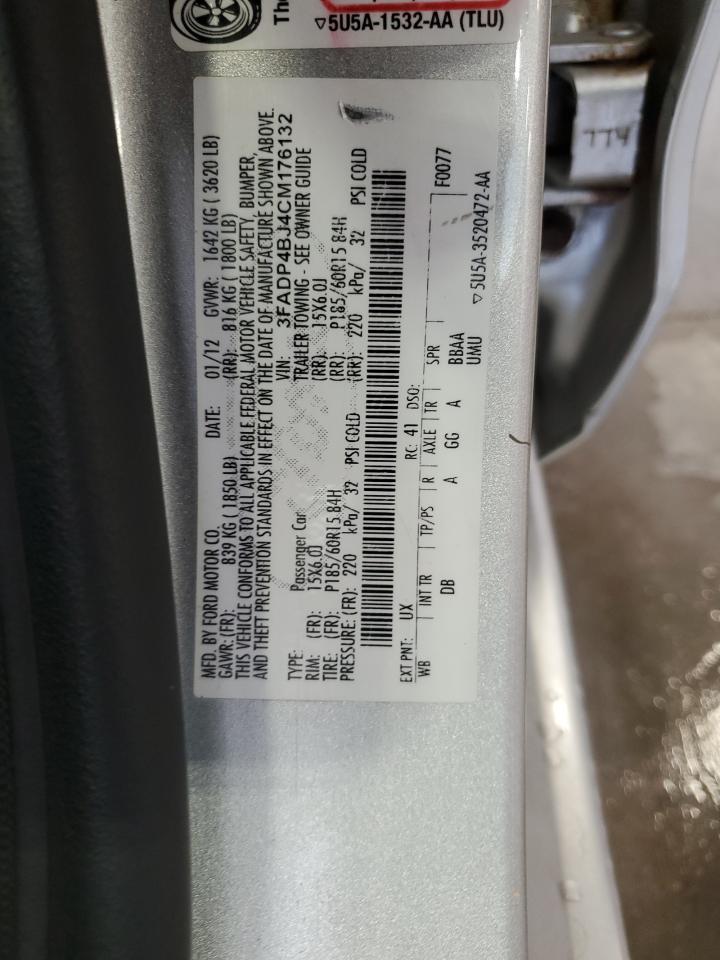 The
▽5U5A-1532-AA (TLU)
MFD. BY FORD MOTOR CO. DATE: 01/12 GVWR: 1642 KG ( 3620 LB)
GAWR: (FR): 839 KG ( 1850 LB) (RR): 816 KG ( 1800 LB)
THIS VEHICLE CONFORMS TO ALL APPLICABLE FEDERAL MOTOR VEHICLE SAFETY, BUMPER,
AND THEFT PREVENTION STANDARDS IN EFFECT ON THE DATE OF MANUFACTURE SHOWN ABOVE.
VIN: 3FADP4BJ4CM176132
TYPE: Passenger Car TRAILER TOWING - SEE OWNER GUIDE
RIM: (FR): 15X6.0J (RR): 15X6.0J
TIRE: (FR): P185/60R15 84H (RR): P185/60R15 84H
PRESSURE: (FR): 220 kPa/ 32 PSI COLD (RR): 220 kPa/ 32 PSI COLD
EXT PNT: UX RC: 41 DSO: F0077
WB INT TR TP/PS R AXLE TR SPR
DB A GG A BBAA
UMU
▽5U5A-3520472-AA